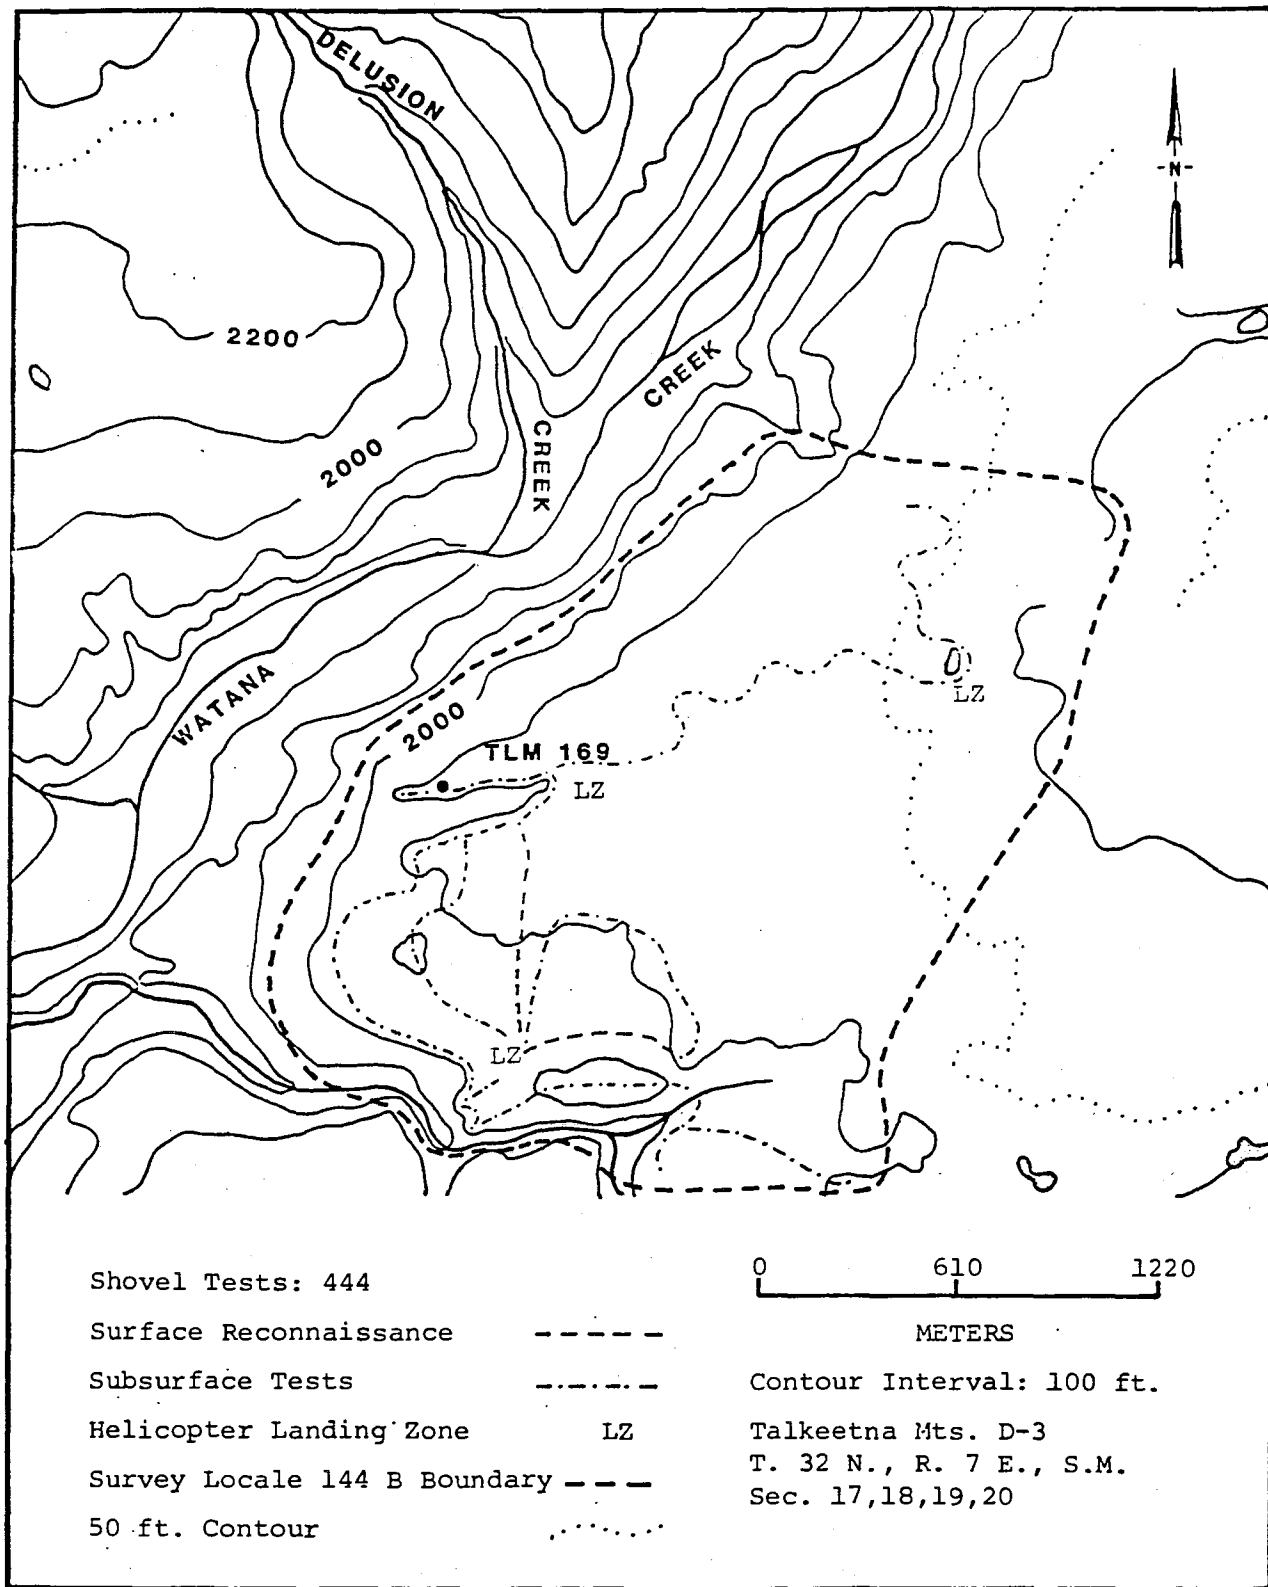 DELUSION
N
2200
CREEK
2000
CREEK
WATANA
2000
TLM 169
LZ
LZ
LZ
Shovel Tests: 444
Surface Reconnaissance
Subsurface Tests
Helicopter Landing Zone LZ
Survey Locale 144 B Boundary
50 ft. Contour
0 610 1220
METERS
Contour Interval: 100 ft.
Talkeetna Mts. D-3
T. 32 N., R. 7 E., S.M.
Sec. 17,18,19,20